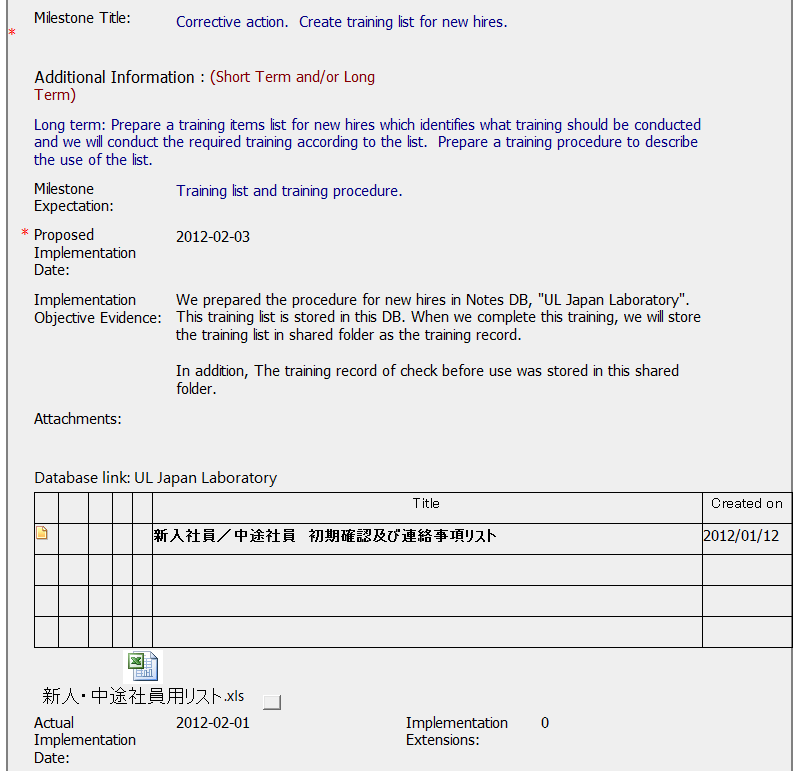 Milestone Title: Corrective action.  Create training list for new hires.
*
Additional Information : (Short Term and/or Long
Term)
Long term: Prepare a training items list for new hires which identifies what training should be conducted
and we will conduct the required training according to the list.  Prepare a training procedure to describe
the use of the list.
Milestone
Expectation:
Training list and training procedure.
* Proposed
Implementation
Date:
2012-02-03
Implementation
Objective Evidence:
We prepared the procedure for new hires in Notes DB, "UL Japan Laboratory".
This training list is stored in this DB. When we complete this training, we will store
the training list in shared folder as the training record.
In addition, The training record of check before use was stored in this shared
folder.
Attachments:
Database link: UL Japan Laboratory
Title Created on
新入社員／中途社員　初期確認及び連絡事項リスト 2012/01/12
新人・中途社員用リスト.xls
Actual
Implementation
Date:
2012-02-01
Implementation
Extensions:
0